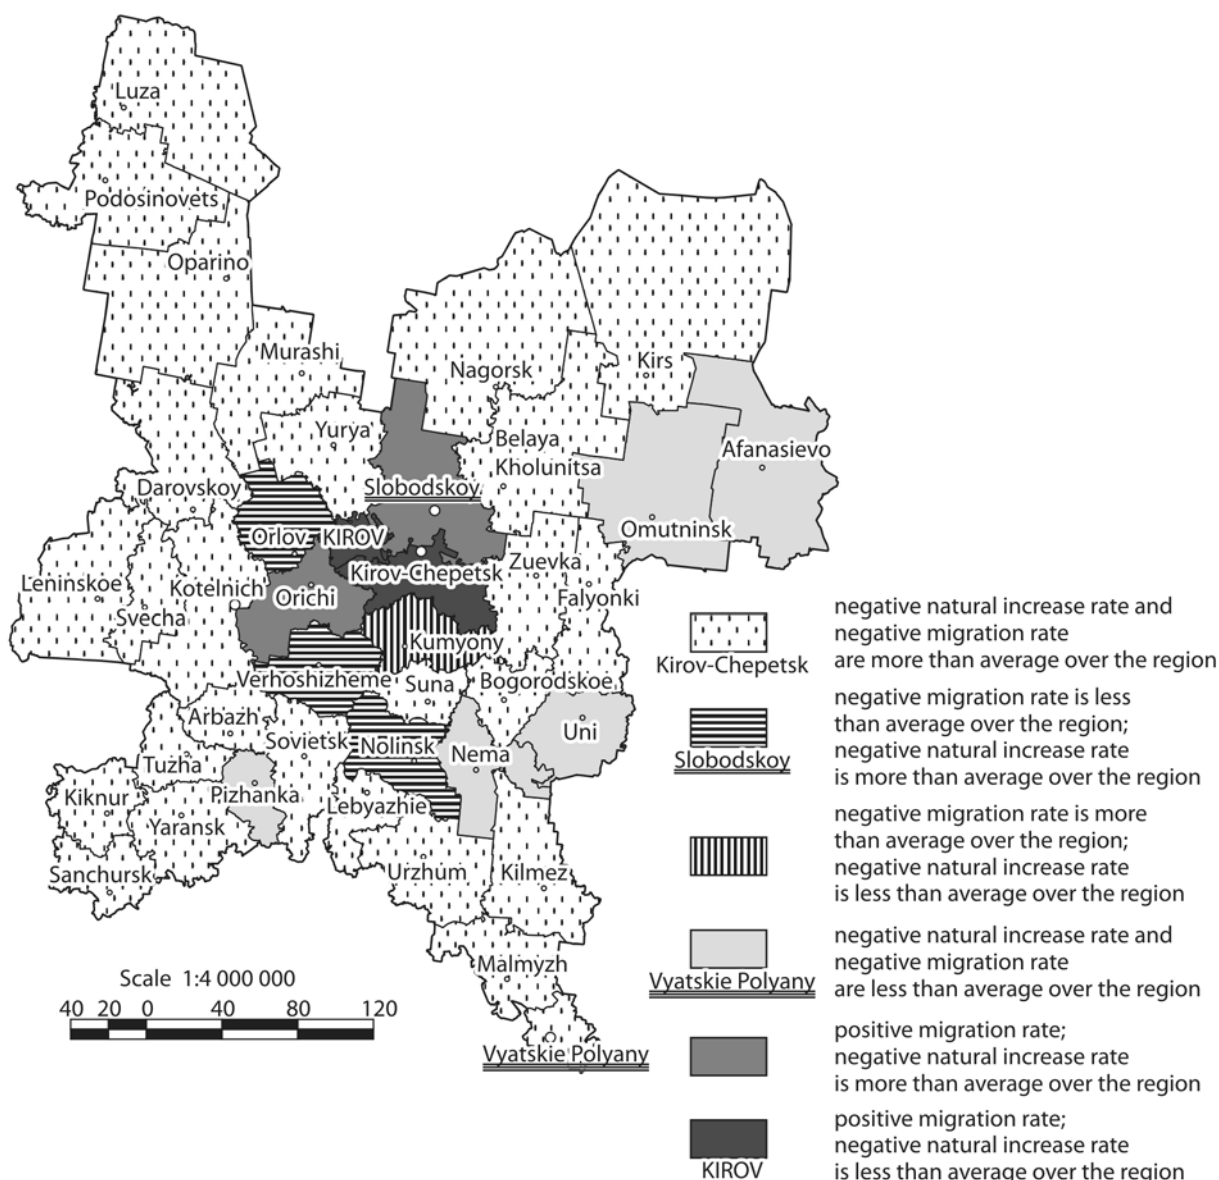 Luza
Podosinovets
Oparino
Murashi
Nagorsk
Kirs
Yurya
Belaya
Kholunitsa
Afanasievo
Darovskoy
Slobodskoy
Orlov
KIROV
Omutninsk
Leninskoe
Kotelnich
Orichi
Kirov-Chepetsk
Zuevka
Falyonki
Svecha
Kumyony
Verhoshizheme
Suna
Bogorodskoe
Arbazh
Sovietsk
Nolinsk
Nema
Uni
Tuzha
Kiknur
Pizhanka
Lebyazhie
Yaransk
Sanchursk
Urzhum
Kilmez
Malmyzh
Vyatskie Polyany
Scale 1:4 000 000
40 20 0 40 80 120
Kirov-Chepetsk
negative natural increase rate and
negative migration rate
are more than average over the region
Slobodskoy
negative migration rate is less
than average over the region;
negative natural increase rate
is more than average over the region
negative migration rate is more
than average over the region;
negative natural increase rate
is less than average over the region
Vyatskie Polyany
negative natural increase rate and
negative migration rate
are less than average over the region
positive migration rate;
negative natural increase rate
is more than average over the region
KIROV
positive migration rate;
negative natural increase rate
is less than average over the region